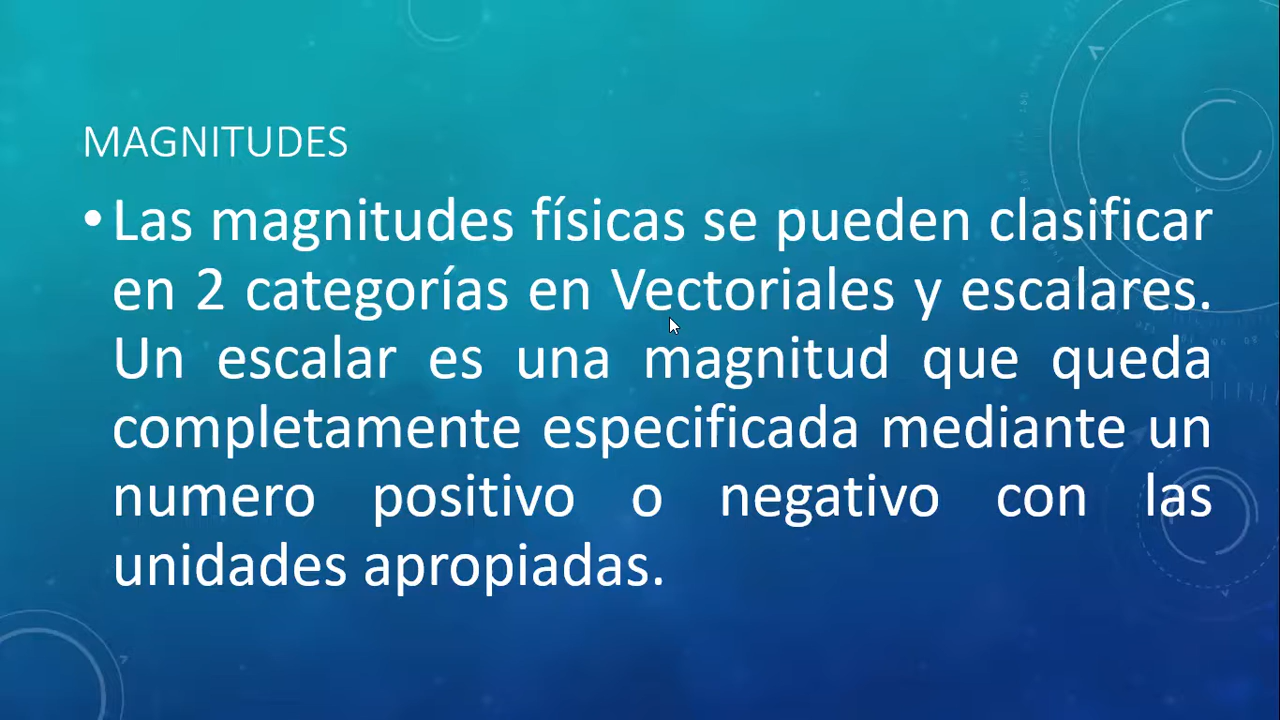 MAGNITUDES
• Las magnitudes físicas se pueden clasificar
en 2 categorías en Vectoriales y escalares.
Un escalar es una magnitud que queda
completamente especificada mediante un
numero positivo o negativo con las
unidades apropiadas.